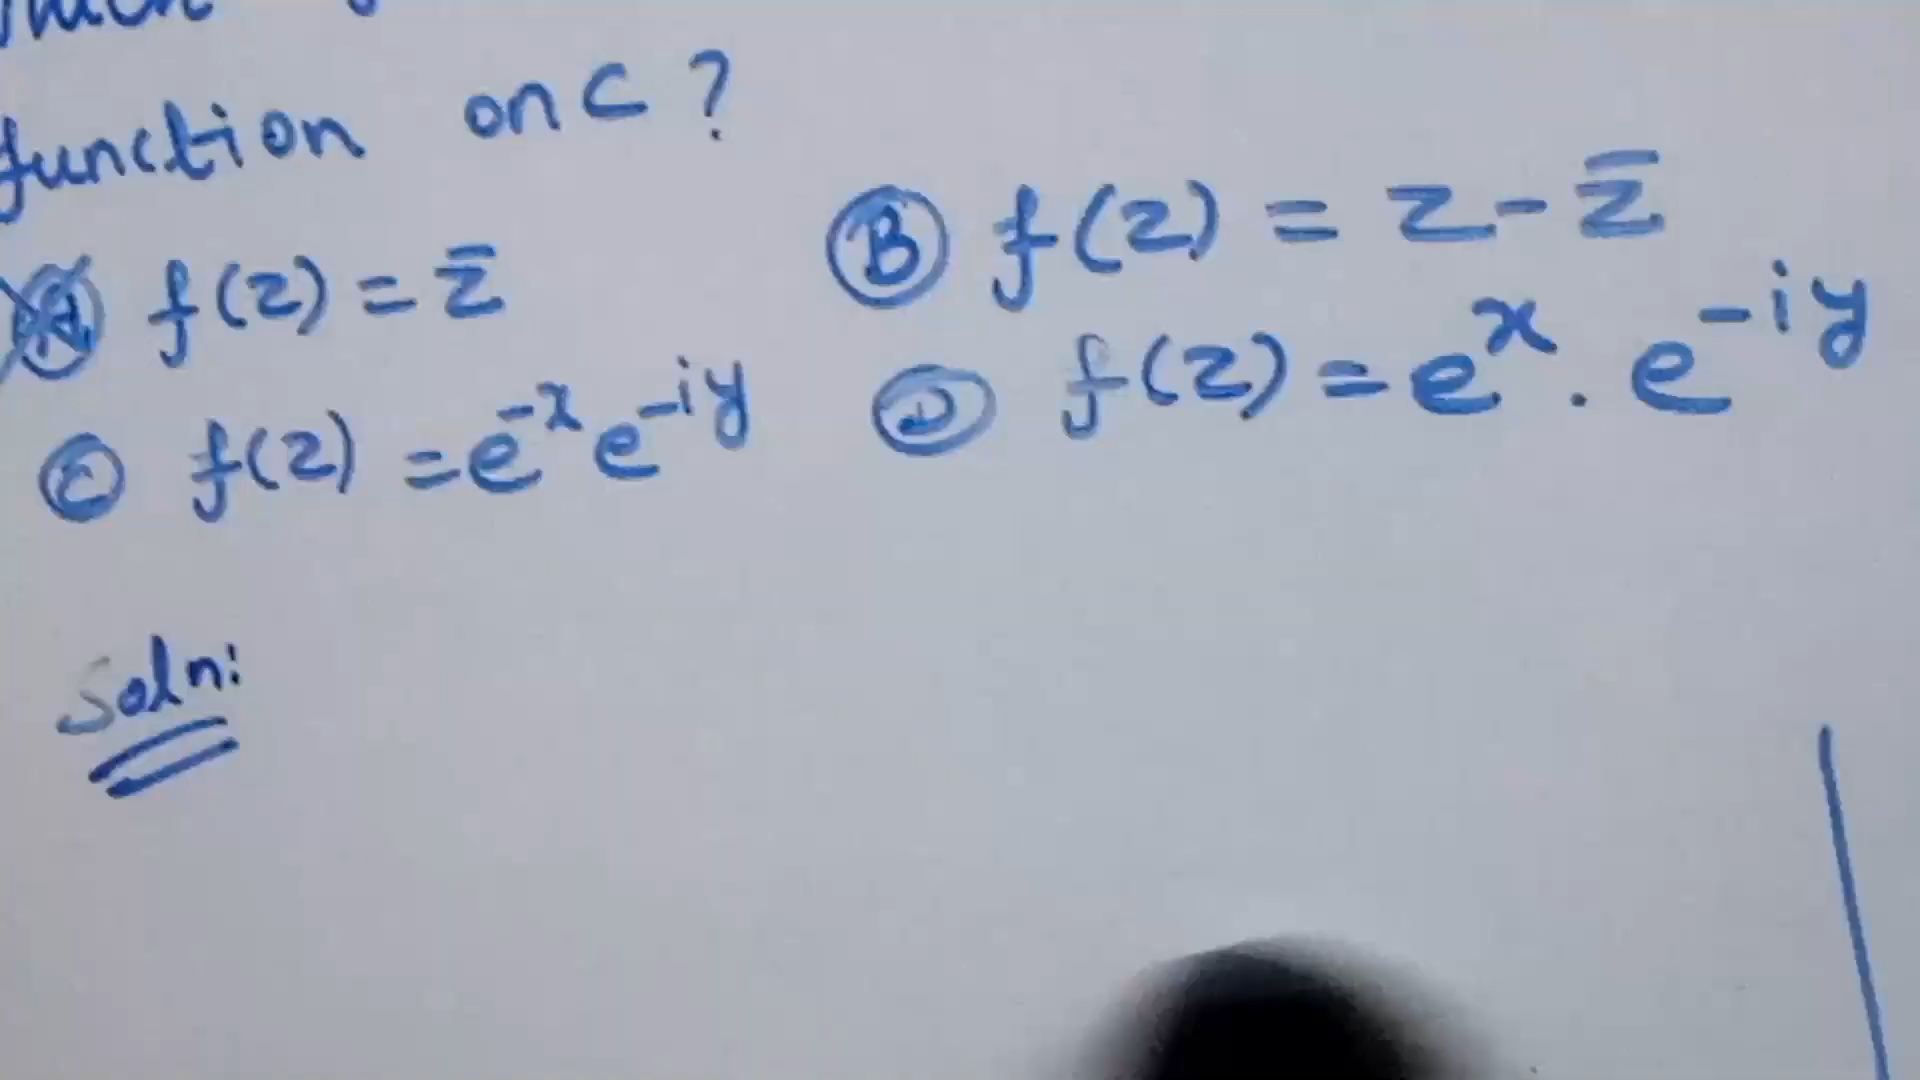 function on C ?
Ⓐ f(z) = z̅
Ⓑ f(z) = z - z̅
Ⓒ f(z) = e^{-x} e^{-iy}
Ⓓ f(z) = e^{x} . e^{-iy}
Soln: